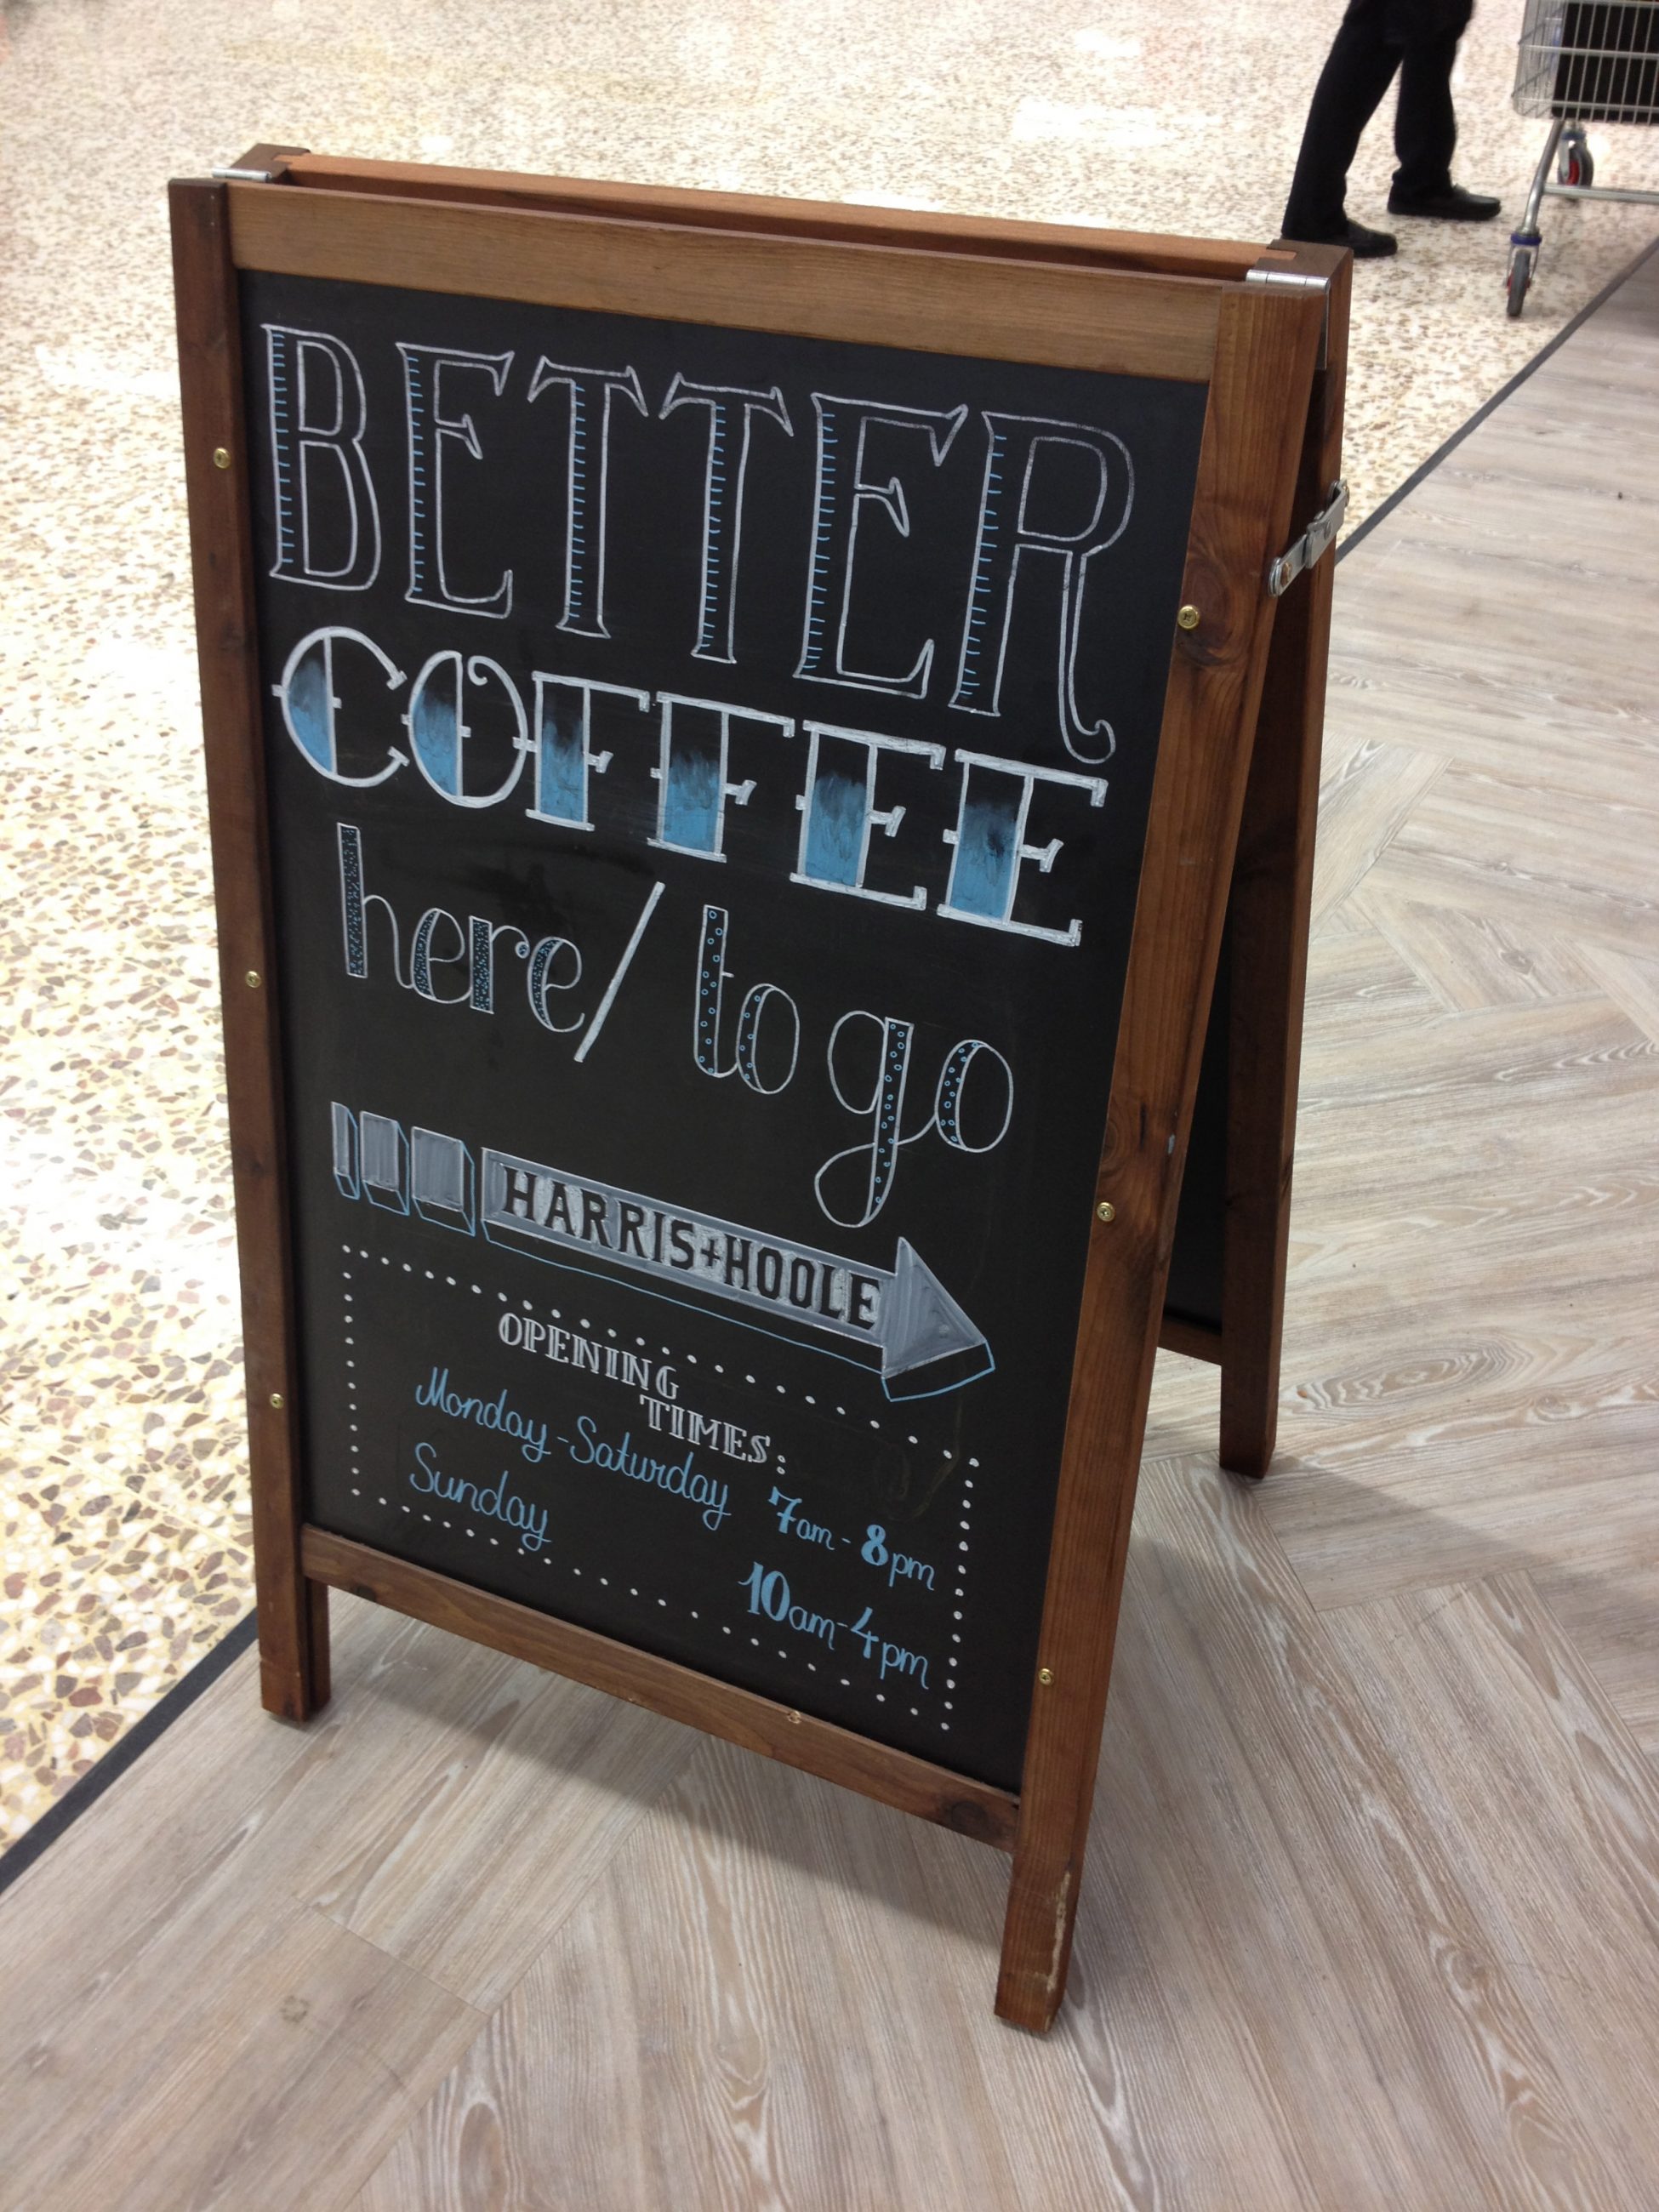 BETTER
COFFEE
here/to go
HARRIS+HOOLE
OPENING
TIMES:
Monday-Saturday 7am-8pm
Sunday 10am-4pm